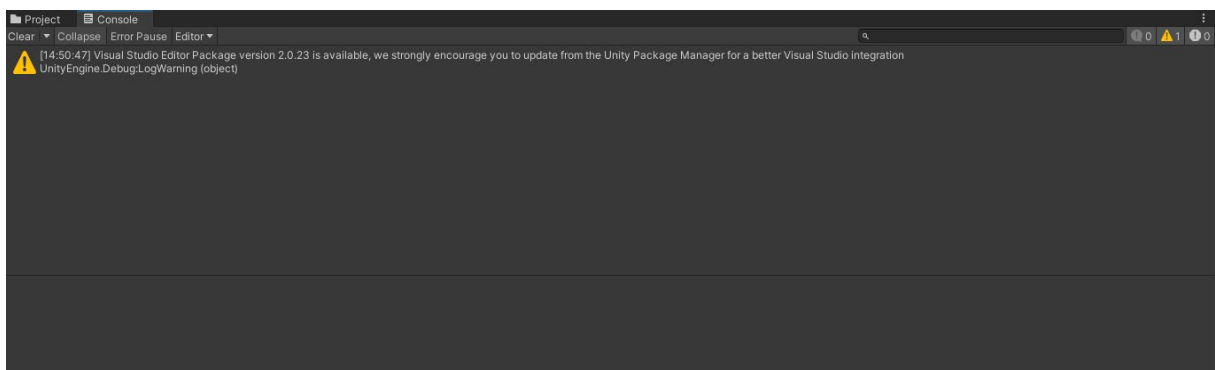 Project Console
Clear Collapse Error Pause Editor 0 1 0
[14:50:47] Visual Studio Editor Package version 2.0.23 is available, we strongly encourage you to update from the Unity Package Manager for a better Visual Studio integration
UnityEngine.Debug:LogWarning (object)